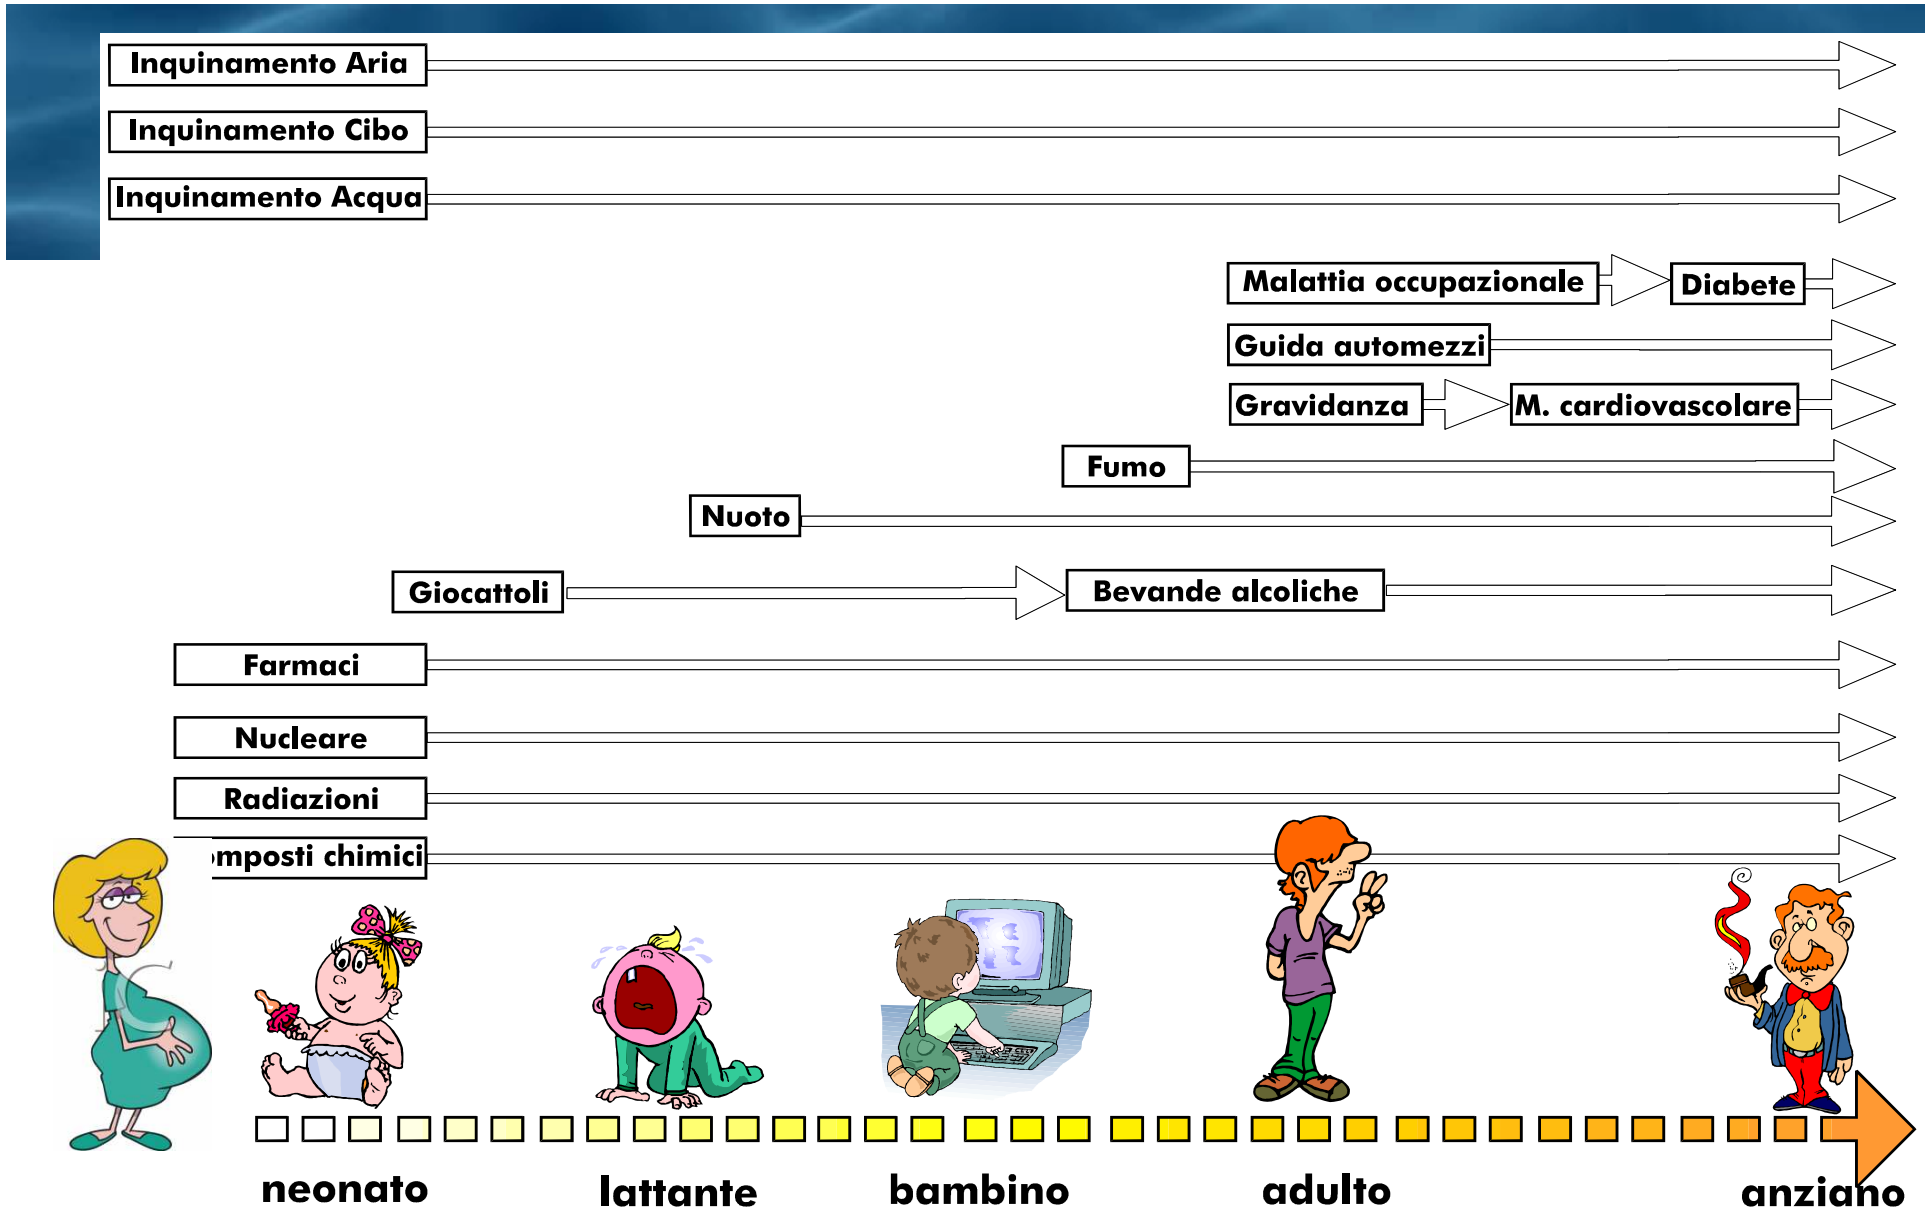 Inquinamento Aria
Inquinamento Cibo
Inquinamento Acqua
Malattia occupazionale Diabete
Guida automezzi
Gravidanza M. cardiovascolare
Fumo
Nuoto
Giocattoli Bevande alcoliche
Farmaci
Nucleare
Radiazioni
mposti chimici
neonato lattante bambino adulto anziano